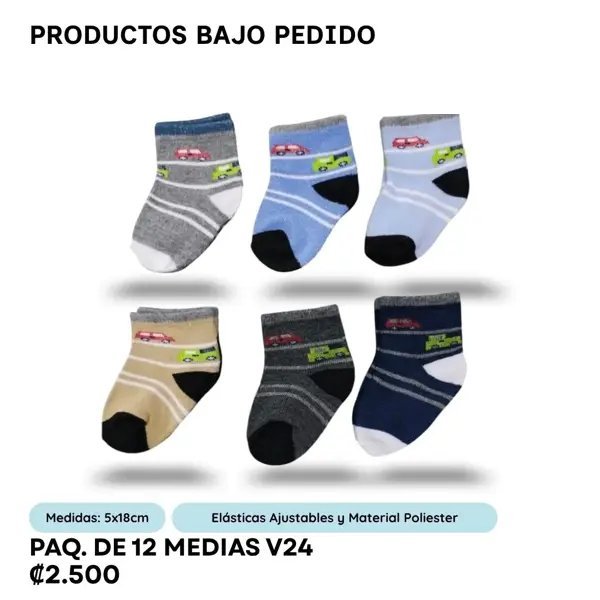 PRODUCTOS BAJO PEDIDO
Medidas: 5x18cm
Elásticas Ajustables y Material Poliester
PAQ. DE 12 MEDIAS V24
₡2.500